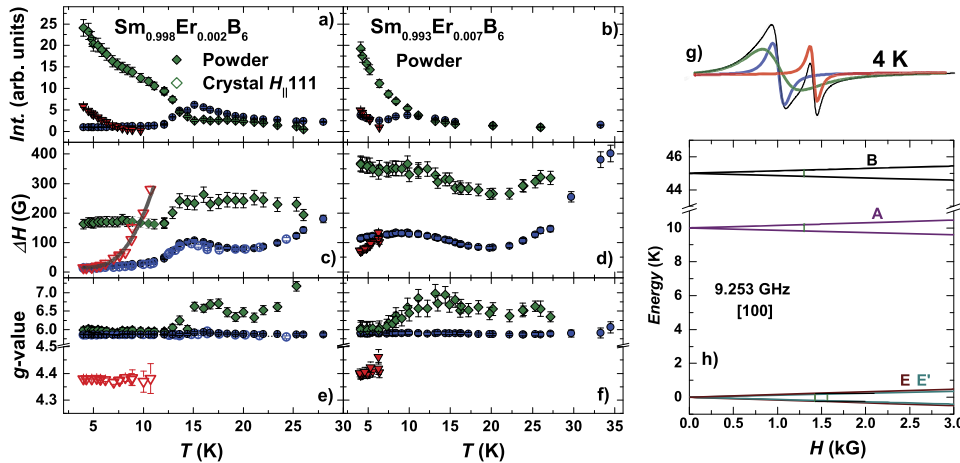 a)
Sm0.998Er0.002B6
Powder
Crystal H||111
Int. (arb. units)
25
20
15
10
5
0
b)
Sm0.993Er0.007B6
Powder
c)
ΔH (G)
400
300
200
100
0
d)
e)
g-value
7.0
6.5
6.0
4.5
4.4
4.3
f)
5 10 15 20 25 30
T (K)
5 10 15 20 25 30 35
T (K)
g)
4 K
h)
Energy (K)
46
44
10
8
6
4
2
0
B
A
9.253 GHz
[100]
E E'
0.0 0.5 1.0 1.5 2.0 2.5 3.0
H (kG)